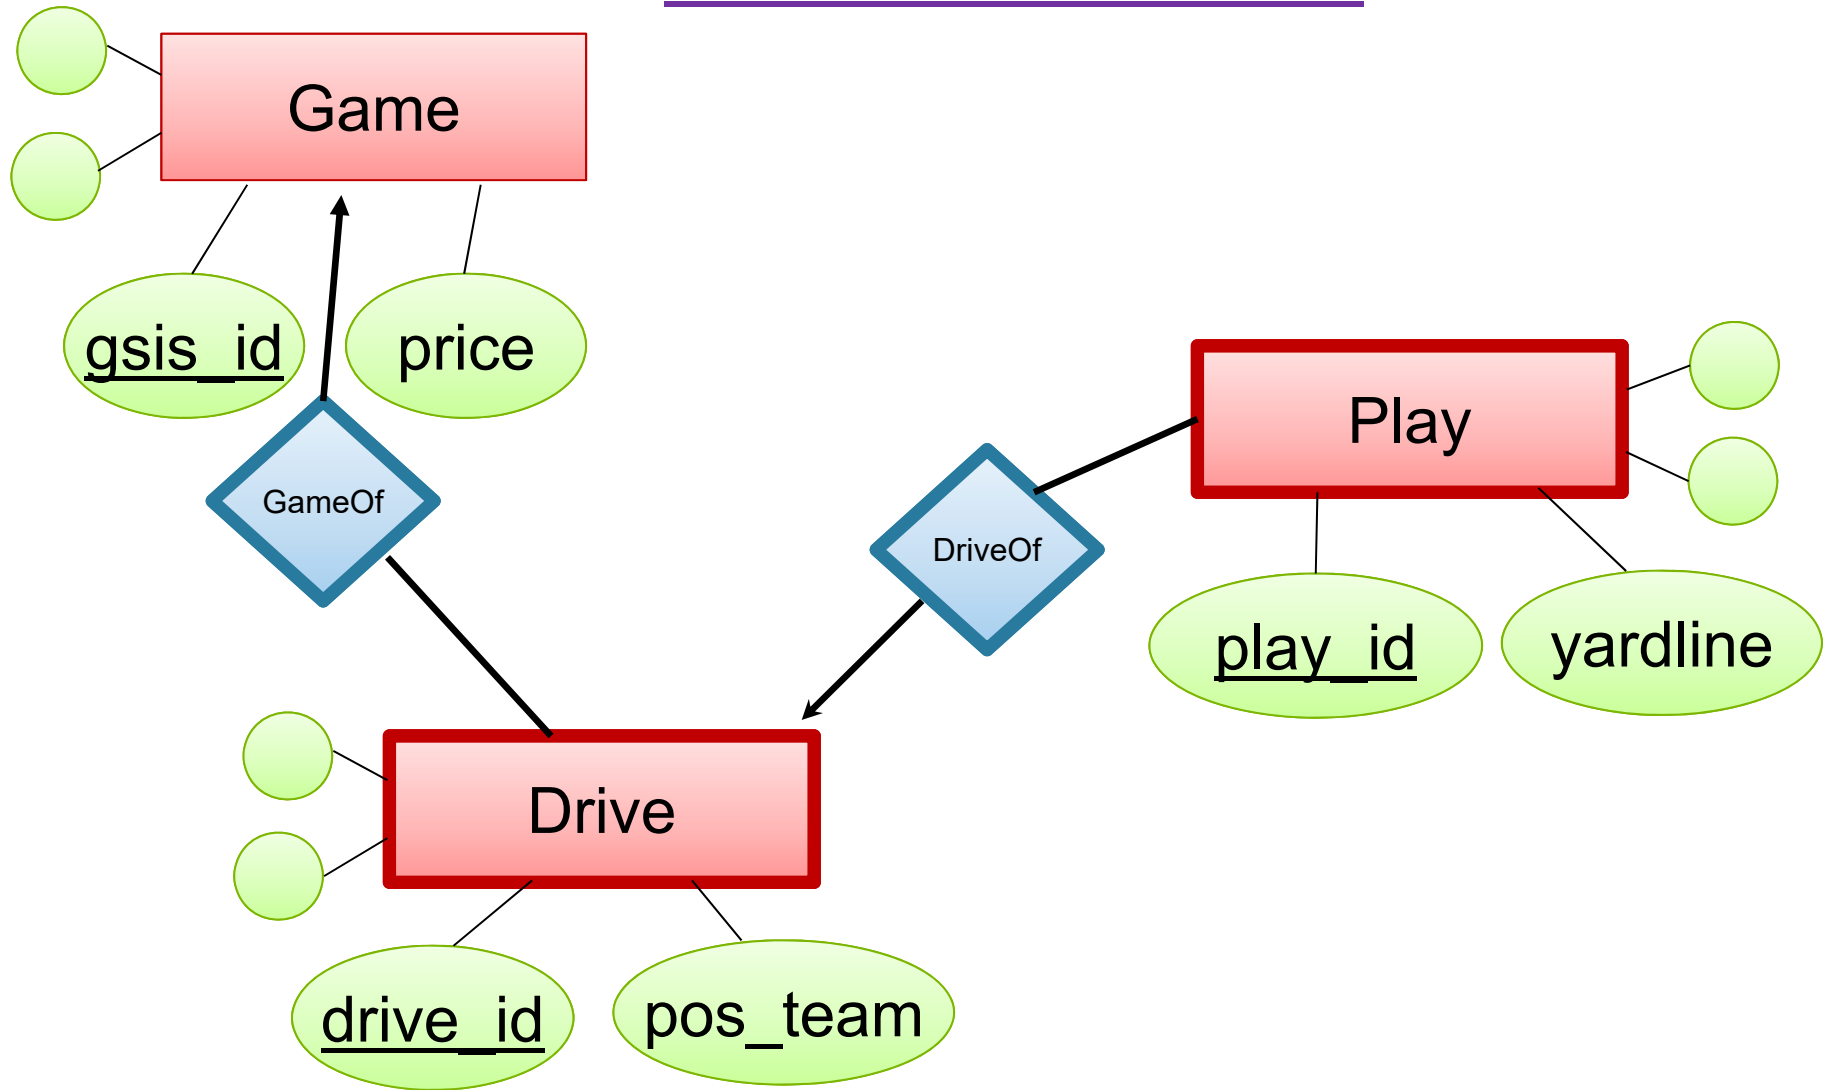 Game
gsis_id
price
GameOf
Play
DriveOf
play_id
yardline
Drive
drive_id
pos_team